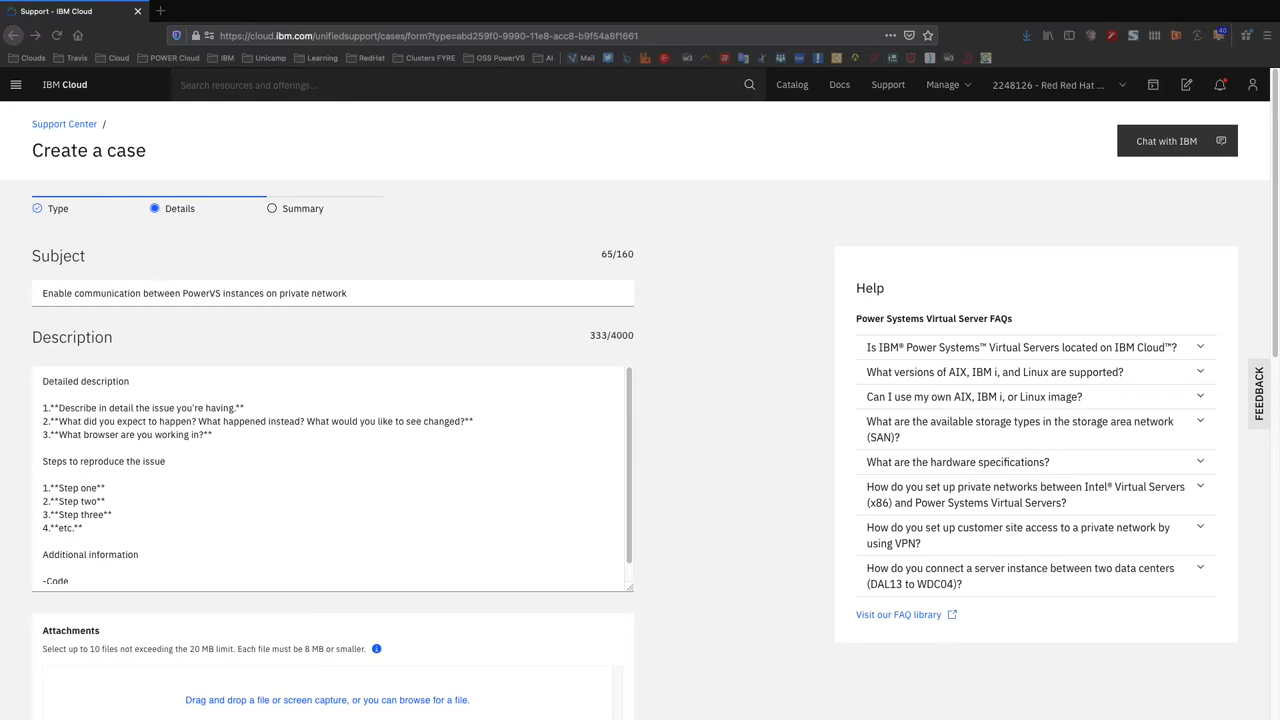 Support - IBM Cloud
https://cloud.ibm.com/unifiedsupport/cases/form?type=abd259f0-9990-11e8-acc8-b9f54a8f1661
40
Clouds Travis Cloud POWER Cloud IBM Unicamp Learning RedHat Clusters FYRE OSS PowerVS AI Mail w3 w3
IBM Cloud
Search resources and offerings...
Catalog Docs Support Manage 2248126 - Red Red Hat ...
Support Center /
Create a case
Chat with IBM
Type Details Summary
Subject 65/160
Enable communication between PowerVS instances on private network
Description 333/4000
Detailed description
1.**Describe in detail the issue you're having.**
2.**What did you expect to happen? What happened instead? What would you like to see changed?**
3.**What browser are you working in?**
Steps to reproduce the issue
1.**Step one**
2.**Step two**
3.**Step three**
4.**etc.**
Additional information
-Code
Attachments
Select up to 10 files not exceeding the 20 MB limit. Each file must be 8 MB or smaller.
Drag and drop a file or screen capture, or you can browse for a file.
Help
Power Systems Virtual Server FAQs
Is IBM® Power Systems™ Virtual Servers located on IBM Cloud™?
What versions of AIX, IBM i, and Linux are supported?
Can I use my own AIX, IBM i, or Linux image?
What are the available storage types in the storage area network
(SAN)?
What are the hardware specifications?
How do you set up private networks between Intel® Virtual Servers
(x86) and Power Systems Virtual Servers?
How do you set up customer site access to a private network by
using VPN?
How do you connect a server instance between two data centers
(DAL13 to WDC04)?
Visit our FAQ library
FEEDBACK